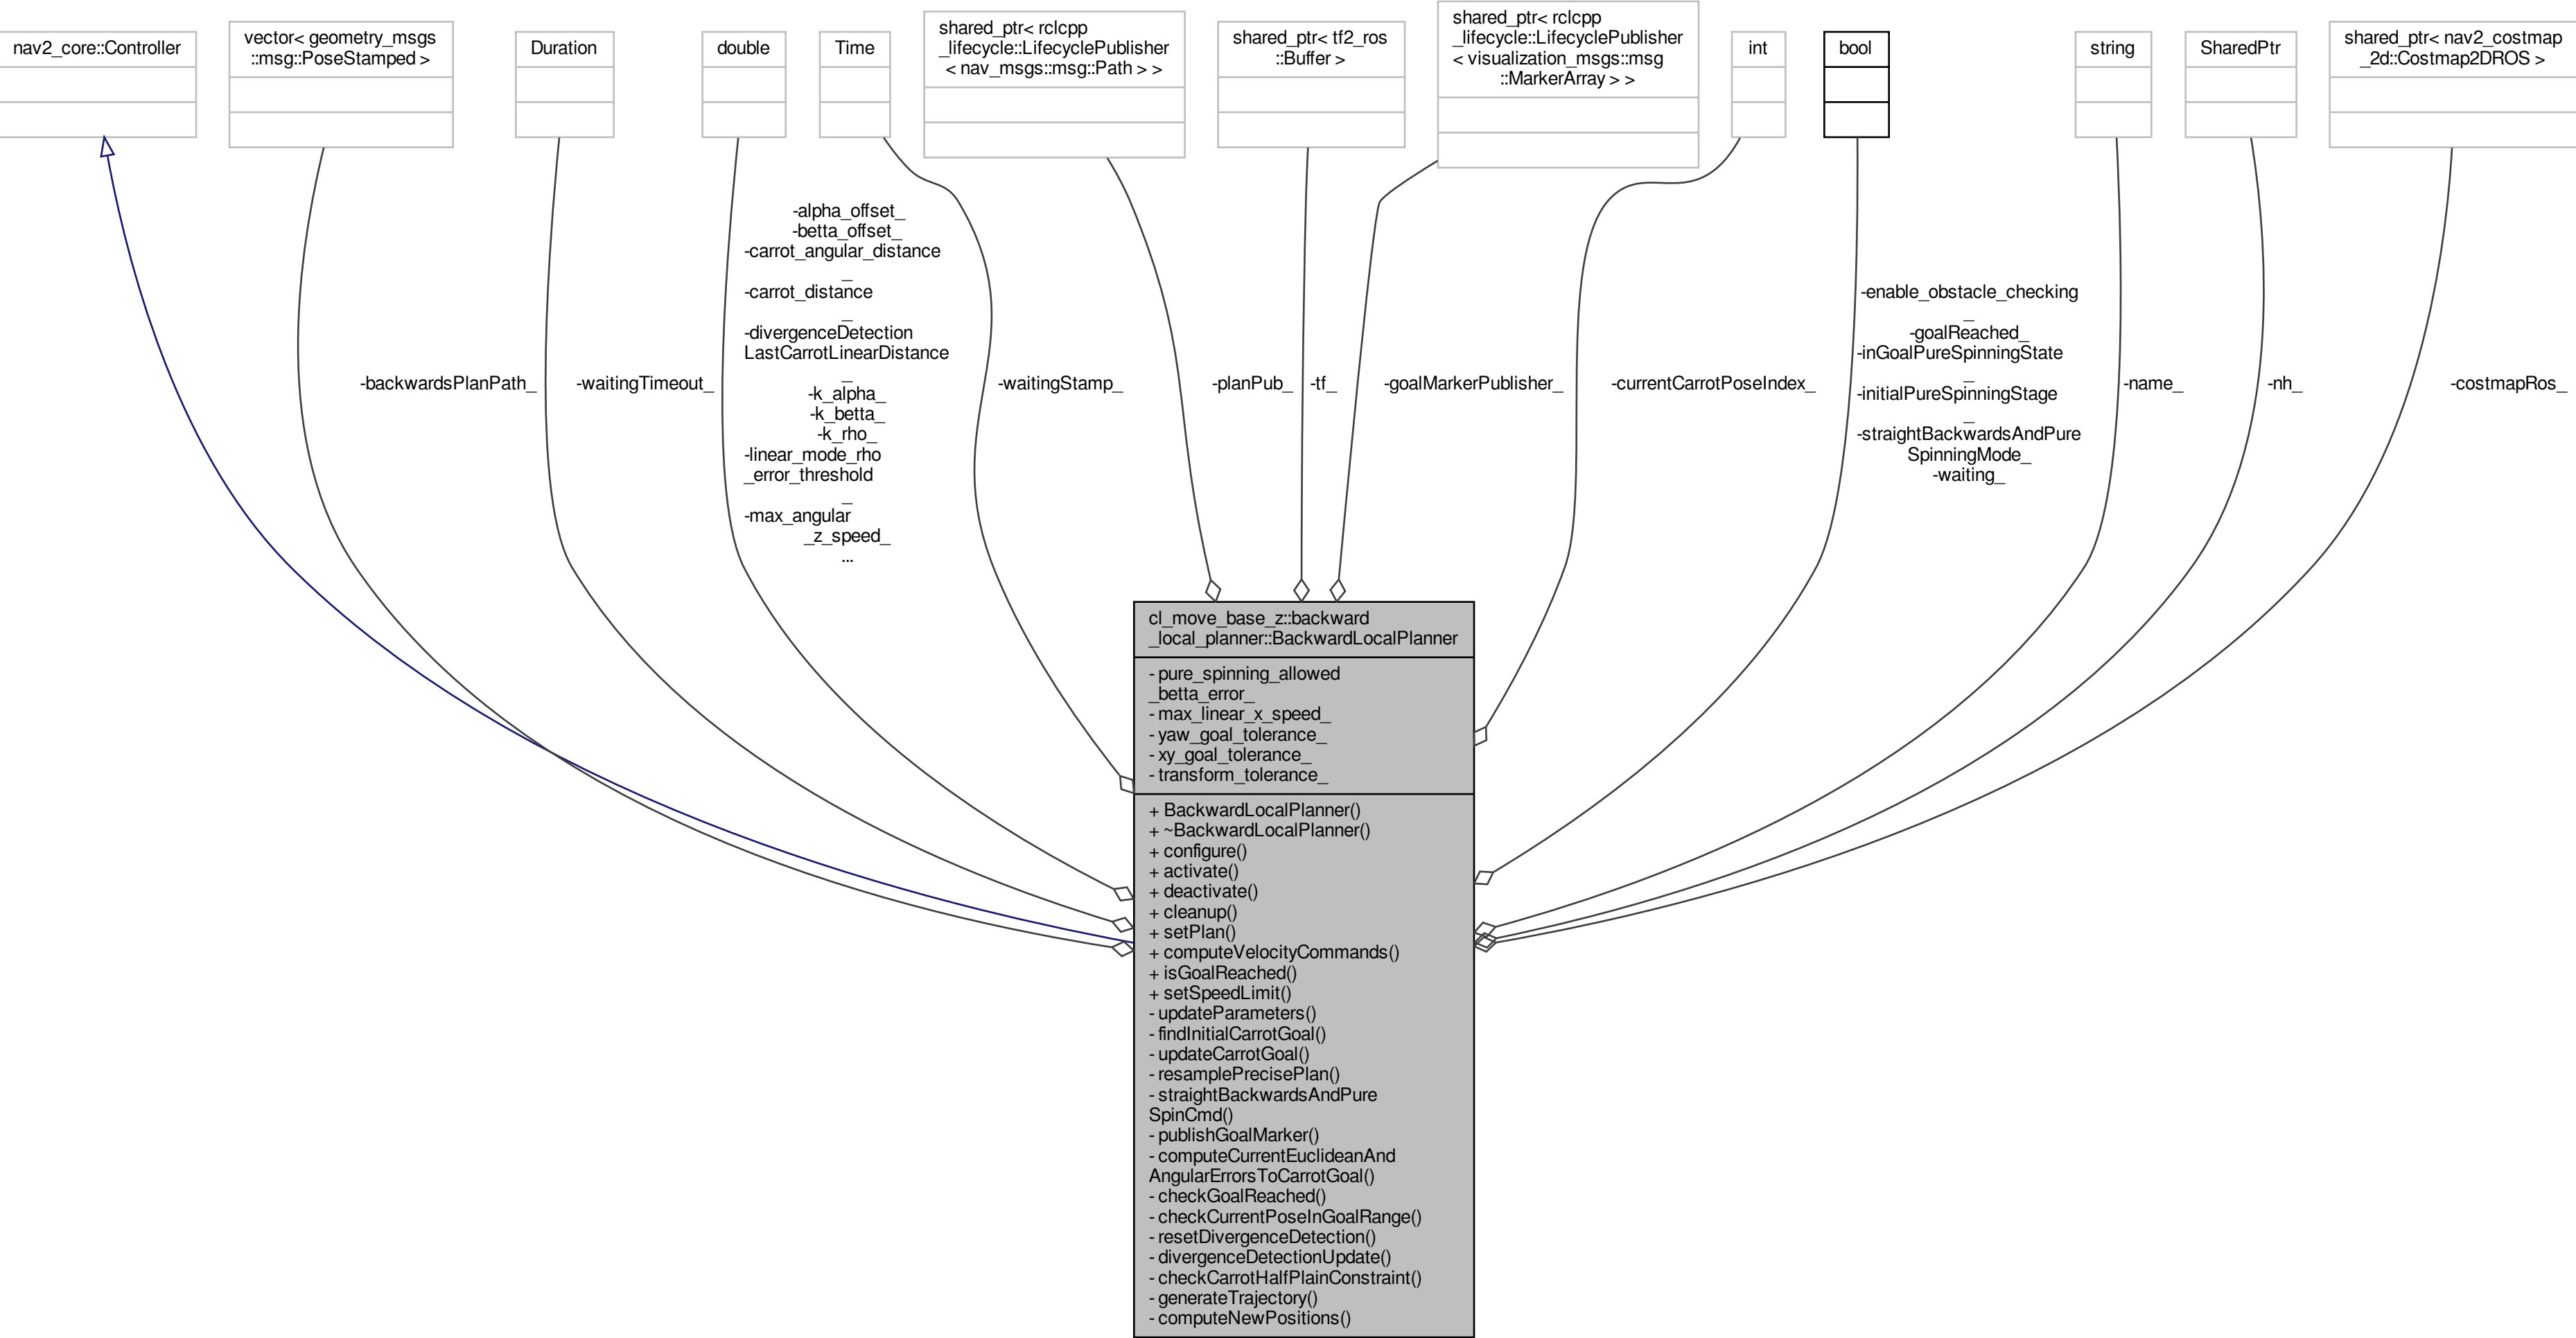 nav2_core::Controller
vector< geometry_msgs
::msg::PoseStamped >
Duration
double
Time
shared_ptr< rclcpp
_lifecycle::LifecyclePublisher
< nav_msgs::msg::Path > >
shared_ptr< tf2_ros
::Buffer >
shared_ptr< rclcpp
_lifecycle::LifecyclePublisher
< visualization_msgs::msg
::MarkerArray > >
int
bool
string
SharedPtr
shared_ptr< nav2_costmap
_2d::Costmap2DROS >
-backwardsPlanPath_
-waitingTimeout_
-alpha_offset_
-betta_offset_
-carrot_angular_distance
_
-carrot_distance
_
-divergenceDetection
LastCarrotLinearDistance
_
-k_alpha_
-k_betta_
-k_rho_
-linear_mode_rho
_error_threshold
_
-max_angular
_z_speed_
...
-waitingStamp_
-planPub_
-tf_
-goalMarkerPublisher_
-currentCarrotPoseIndex_
-enable_obstacle_checking
_
-goalReached_
-inGoalPureSpinningState
_
-initialPureSpinningStage
_
-straightBackwardsAndPure
SpinningMode_
-waiting_
-name_
-nh_
-costmapRos_
cl_move_base_z::backward
_local_planner::BackwardLocalPlanner
- pure_spinning_allowed
_betta_error_
- max_linear_x_speed_
- yaw_goal_tolerance_
- xy_goal_tolerance_
- transform_tolerance_
+ BackwardLocalPlanner()
+ ~BackwardLocalPlanner()
+ configure()
+ activate()
+ deactivate()
+ cleanup()
+ setPlan()
+ computeVelocityCommands()
+ isGoalReached()
+ setSpeedLimit()
- updateParameters()
- findInitialCarrotGoal()
- updateCarrotGoal()
- resamplePrecisePlan()
- straightBackwardsAndPure
SpinCmd()
- publishGoalMarker()
- computeCurrentEuclideanAnd
AngularErrorsToCarrotGoal()
- checkGoalReached()
- checkCurrentPoseInGoalRange()
- resetDivergenceDetection()
- divergenceDetectionUpdate()
- checkCarrotHalfPlainConstraint()
- generateTrajectory()
- computeNewPositions()